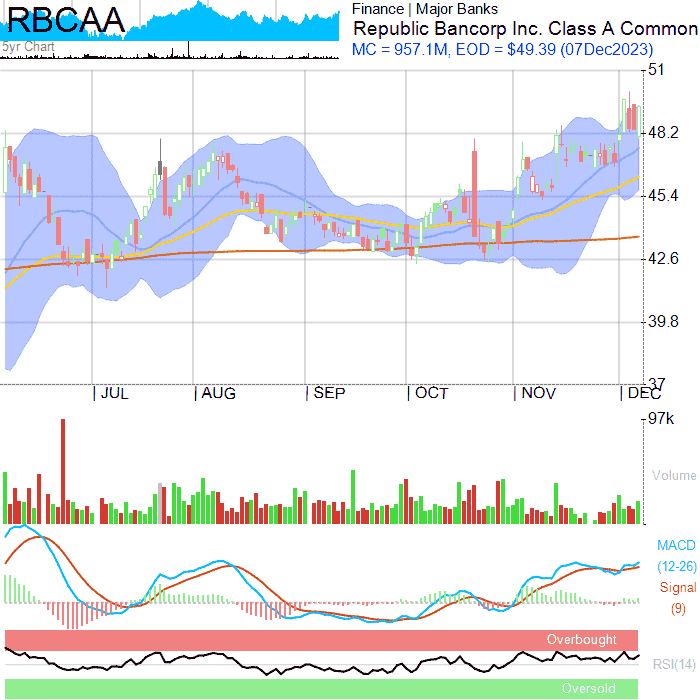 RBCAA
5yr Chart
Finance | Major Banks
Republic Bancorp Inc. Class A Common
MC = 957.1M, EOD = $49.39 (07Dec2023)
51
48.2
45.4
42.6
39.8
37
JUL
AUG
SEP
OCT
NOV
DEC
97k
Volume
MACD
(12-26)
Signal
(9)
Overbought
RSI(14)
Oversold